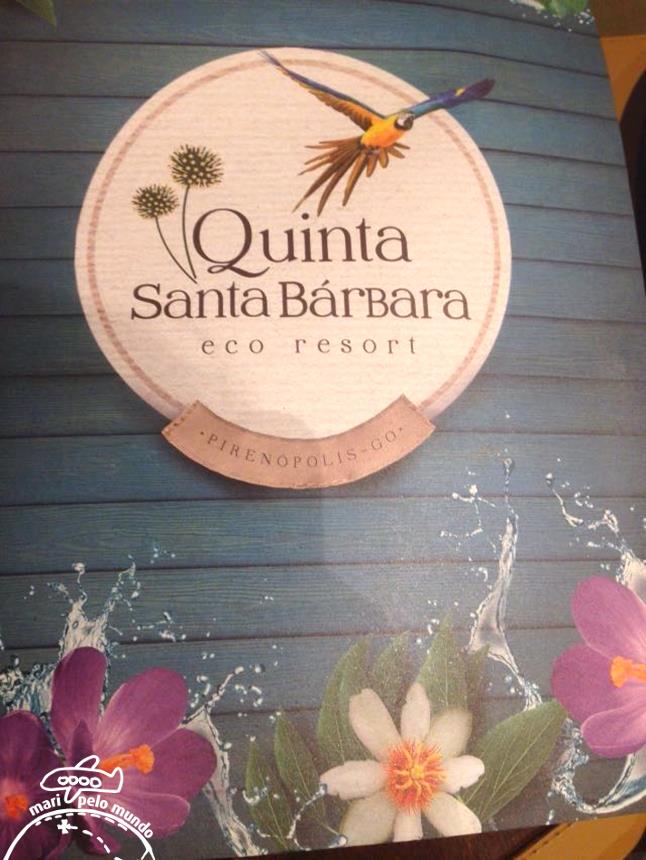 Quinta
Santa Bárbara
eco resort
·PIRENÓPOLIS-GO·
mari pelo mundo